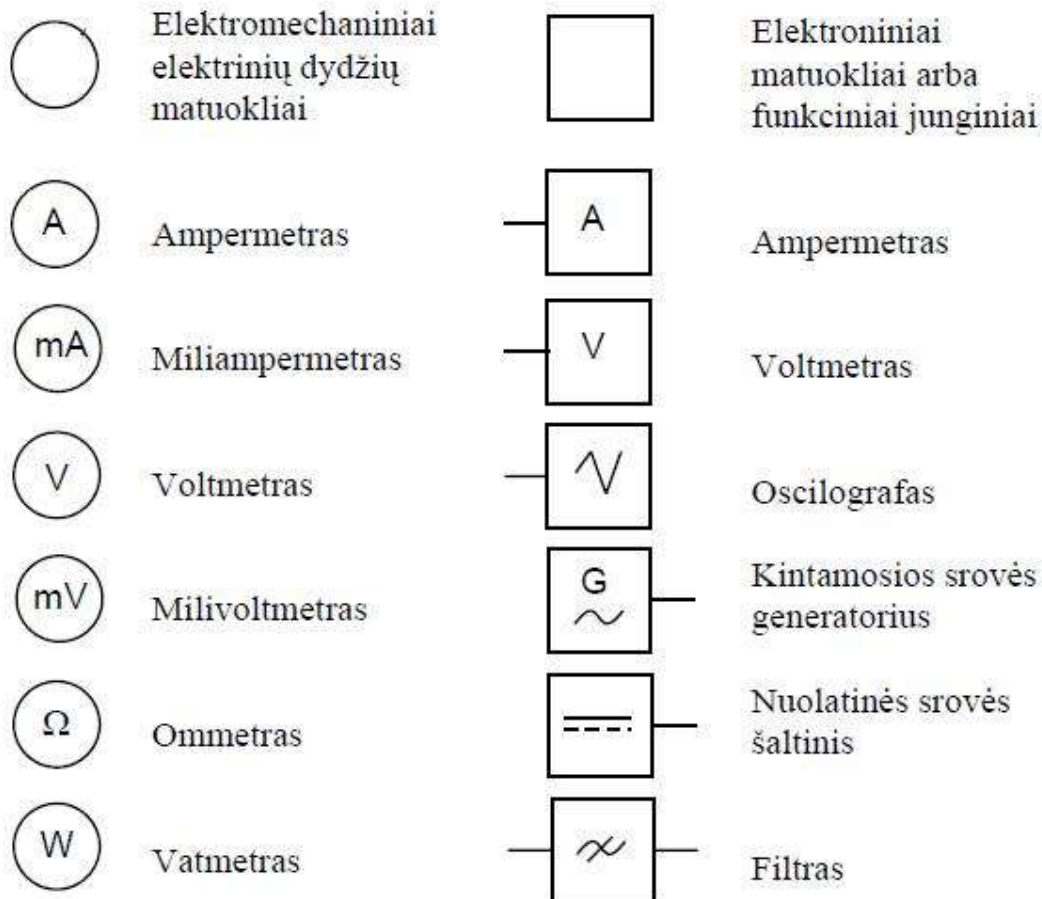 Elektromechaniniai
elektrinių dydžių
matuokliai
Elektroniniai
matuokliai arba
funkciniai junginiai
A
Ampermetras
A
Ampermetras
mA
Miliampermetras
V
Voltmetras
V
Voltmetras
Oscilografas
mV
Milivoltmetras
G
Kintamosios srovės
generatorius
Ω
Ommetras
Nuolatinės srovės
šaltinis
W
Vatmetras
Filtras